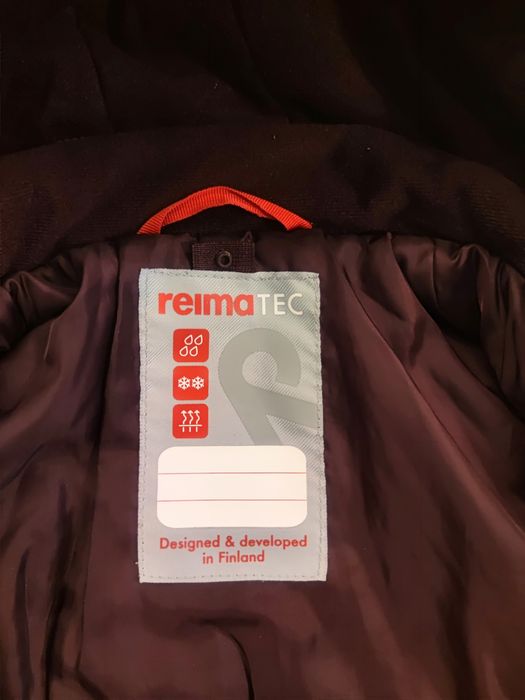 reimaTEC
Designed & developed
in Finland